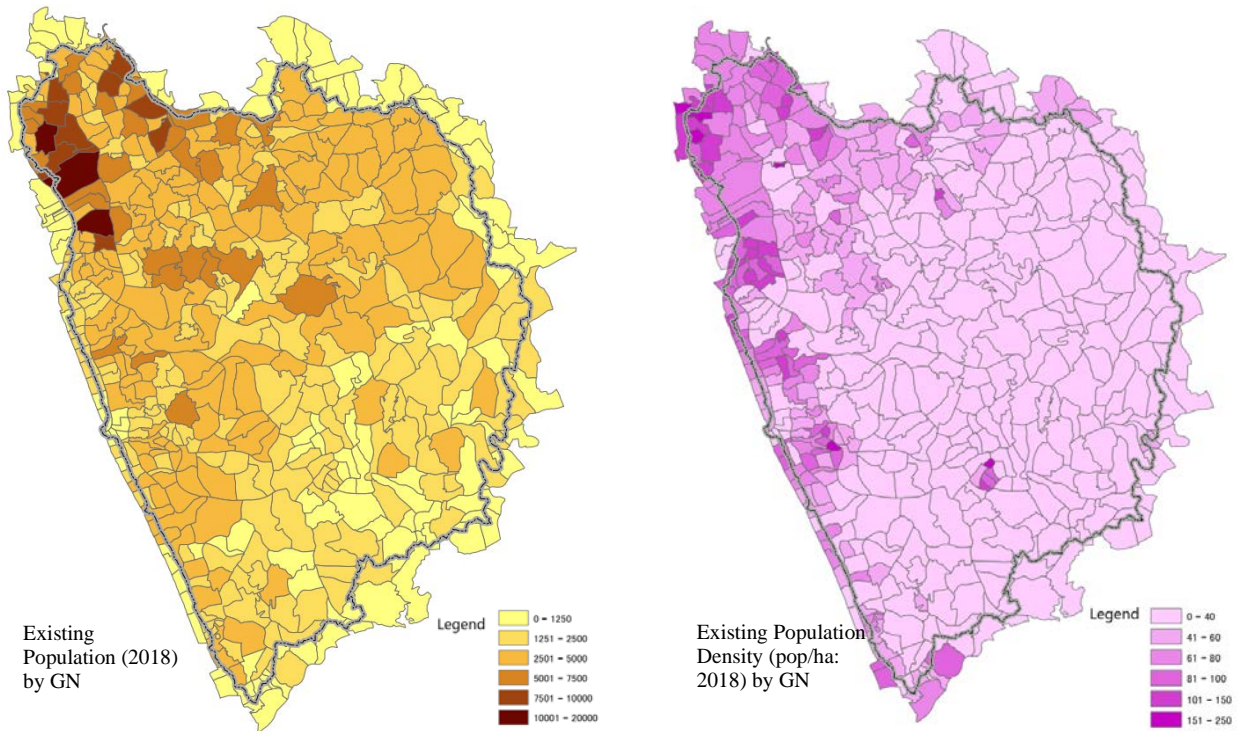 Existing
Population (2018)
by GN
Legend
0 - 1250
1251 - 2500
2501 - 5000
5001 - 7500
7501 - 10000
10001 - 20000
Existing Population
Density (pop/ha:
2018) by GN
Legend
0 - 40
41 - 60
61 - 80
81 - 100
101 - 150
151 - 250